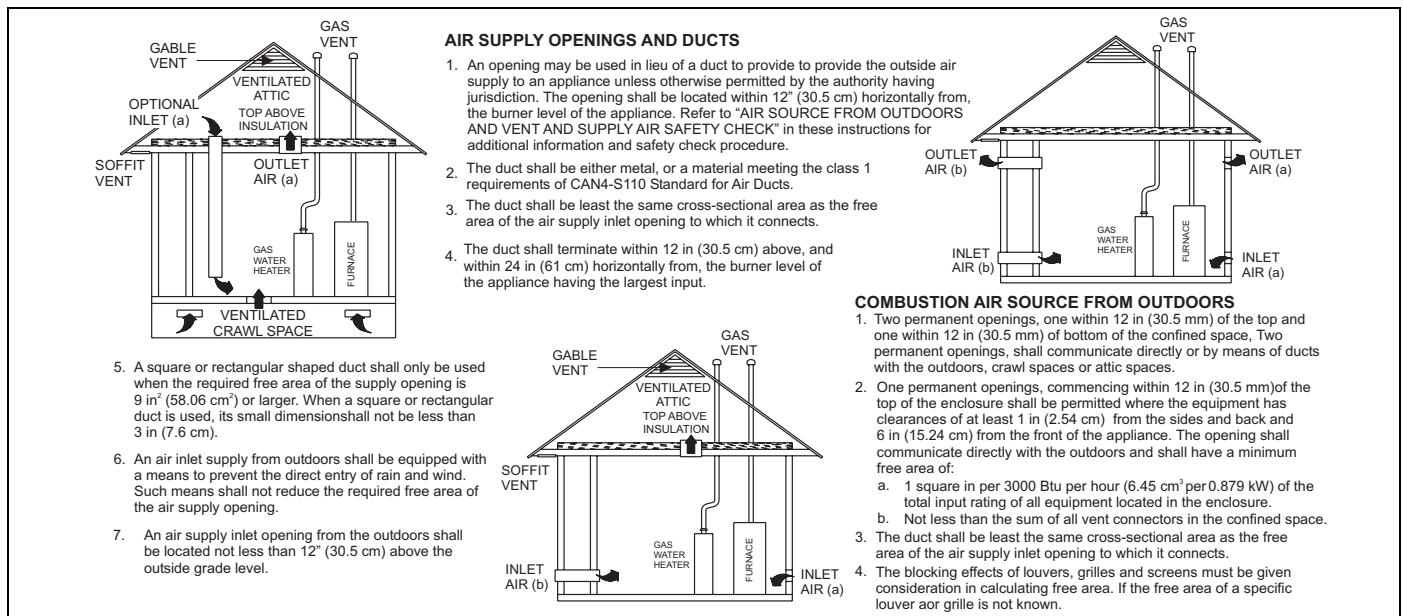 GAS
VENT
GABLE
VENT
VENTILATED
ATTIC
OPTIONAL
INLET (a)
TOP ABOVE
INSULATION
SOFFIT
VENT
OUTLET
AIR (a)
GAS
WATER
HEATER
FURNACE
VENTILATED
CRAWL SPACE
AIR SUPPLY OPENINGS AND DUCTS
1. An opening may be used in lieu of a duct to provide to provide the outside air
supply to an appliance unless otherwise permitted by the authority having
jurisdiction. The opening shall be located within 12” (30.5 cm) horizontally from,
the burner level of the appliance. Refer to “AIR SOURCE FROM OUTDOORS
AND VENT AND SUPPLY AIR SAFETY CHECK” in these instructions for
additional information and safety check procedure.
2. The duct shall be either metal, or a material meeting the class 1
requirements of CAN4-S110 Standard for Air Ducts.
3. The duct shall be least the same cross-sectional area as the free
area of the air supply inlet opening to which it connects.
4. The duct shall terminate within 12 in (30.5 cm) above, and
within 24 in (61 cm) horizontally from, the burner level of
the appliance having the largest input.
5. A square or rectangular shaped duct shall only be used
when the required free area of the supply opening is
9 in² (58.06 cm²) or larger. When a square or rectangular
duct is used, its small dimensionshall not be less than
3 in (7.6 cm).
6. An air inlet supply from outdoors shall be equipped with
a means to prevent the direct entry of rain and wind.
Such means shall not reduce the required free area of
the air supply opening.
7. An air supply inlet opening from the outdoors shall
be located not less than 12” (30.5 cm) above the
outside grade level.
GAS
VENT
GABLE
VENT
VENTILATED
ATTIC
TOP ABOVE
INSULATION
SOFFIT
VENT
GAS
WATER
HEATER
FURNACE
INLET
AIR (b)
INLET
AIR (a)
GAS
VENT
OUTLET
AIR (b)
OUTLET
AIR (a)
GAS
WATER
HEATER
FURNACE
INLET
AIR (b)
INLET
AIR (a)
COMBUSTION AIR SOURCE FROM OUTDOORS
1. Two permanent openings, one within 12 in (30.5 mm) of the top and
one within 12 in (30.5 mm) of bottom of the confined space, Two
permanent openings, shall communicate directly or by means of ducts
with the outdoors, crawl spaces or attic spaces.
2. One permanent openings, commencing within 12 in (30.5 mm)of the
top of the enclosure shall be permitted where the equipment has
clearances of at least 1 in (2.54 cm) from the sides and back and
6 in (15.24 cm) from the front of the appliance. The opening shall
communicate directly with the outdoors and shall have a minimum
free area of:
a. 1 square in per 3000 Btu per hour (6.45 cm³ per 0.879 kW) of the
total input rating of all equipment located in the enclosure.
b. Not less than the sum of all vent connectors in the confined space.
3. The duct shall be least the same cross-sectional area as the free
area of the air supply inlet opening to which it connects.
4. The blocking effects of louvers, grilles and screens must be given
consideration in calculating free area. If the free area of a specific
louver aor grille is not known.